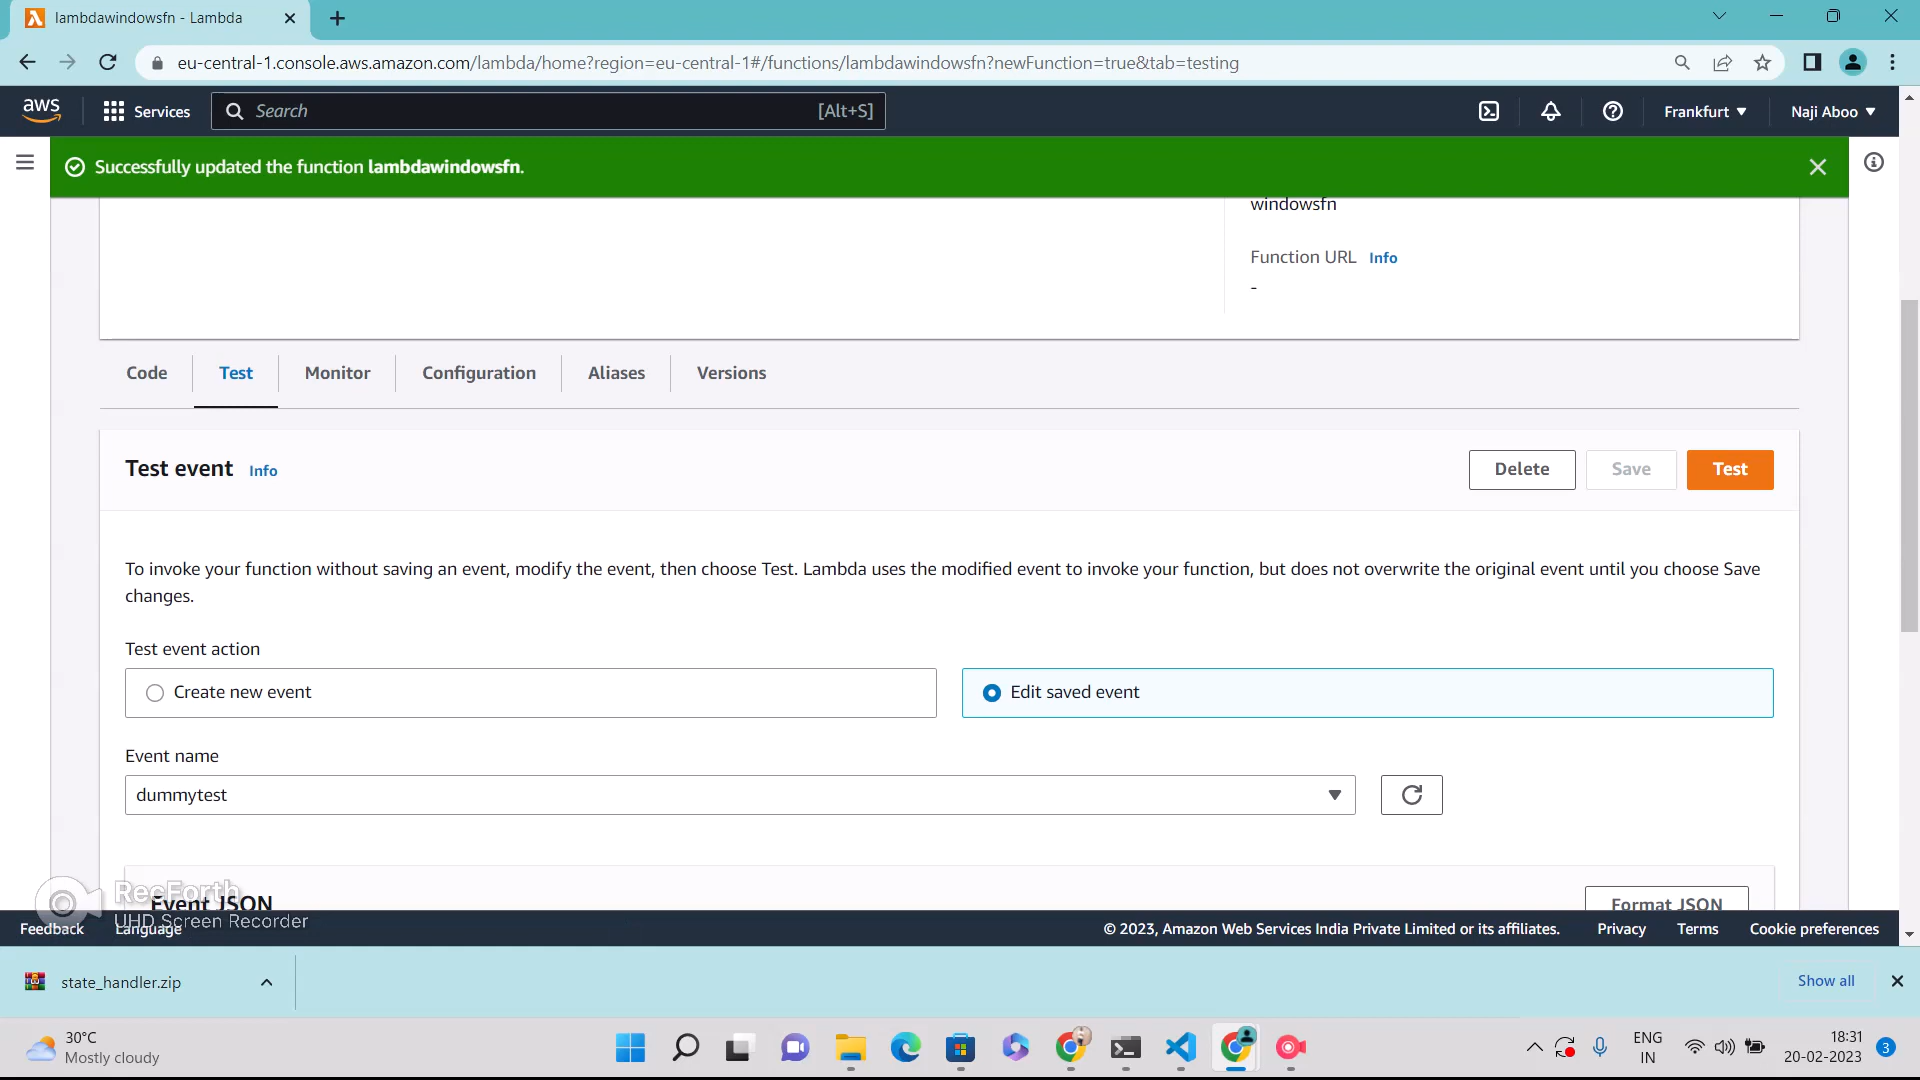 lambdawindowsfn - Lambda
eu-central-1.console.aws.amazon.com/lambda/home?region=eu-central-1#/functions/lambdawindowsfn?newFunction=true&tab=testing
aws
Services
Search
[Alt+S]
Frankfurt
Naji Aboo
Successfully updated the function lambdawindowsfn.
windowsfn
Function URL Info
-
Code
Test
Monitor
Configuration
Aliases
Versions
Test event Info
Delete
Save
Test
To invoke your function without saving an event, modify the event, then choose Test. Lambda uses the modified event to invoke your function, but does not overwrite the original event until you choose Save
changes.
Test event action
Create new event
Edit saved event
Event name
dummytest
Event JSON
Format JSON
RecForth
UHD Screen Recorder
Feedback
Language
© 2023, Amazon Web Services India Private Limited or its affiliates.
Privacy
Terms
Cookie preferences
state_handler.zip
Show all
30°C
Mostly cloudy
ENG
IN
18:31
20-02-2023
3